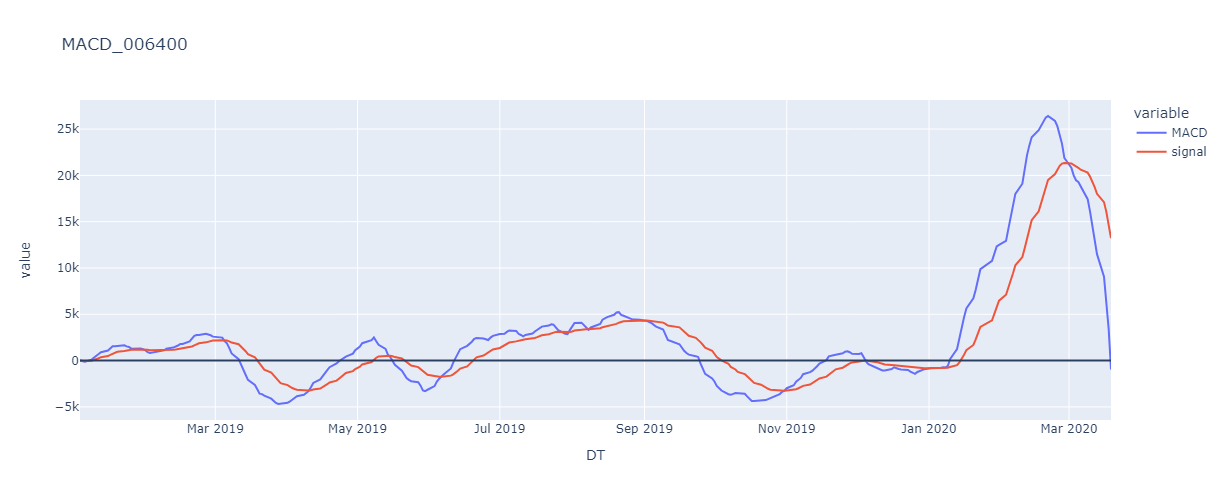 MACD_006400
variable
MACD
signal
value
25k
20k
15k
10k
5k
0
−5k
Mar 2019
May 2019
Jul 2019
Sep 2019
Nov 2019
Jan 2020
Mar 2020
DT